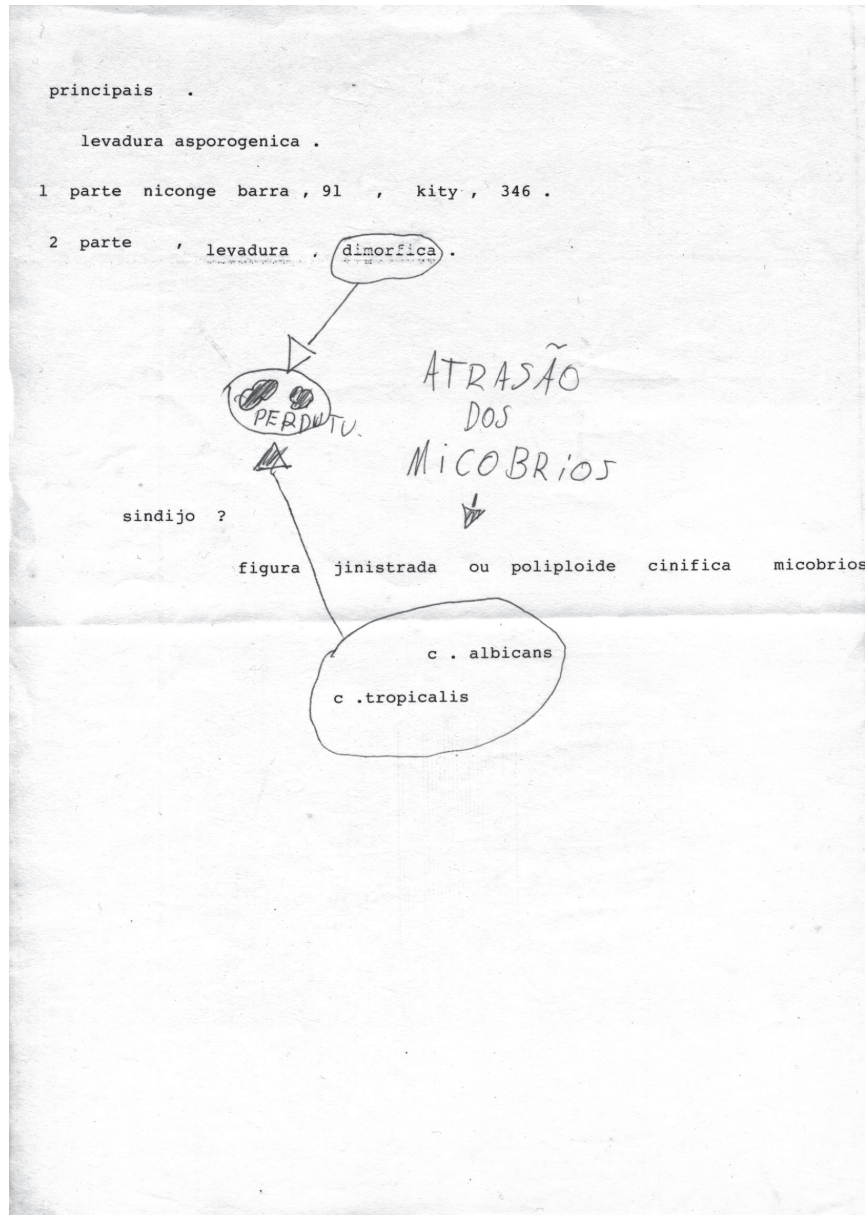 principais .
levadura asporogenica .
1 parte niconge barra , 91 , kity , 346 .
2 parte , levadura , dimorfica .
ATRASÃO
DOS
MiCOBRiOS
PERDUTU.
sindijo ?
figura jinistrada ou poliploide cinifica micobrios
c . albicans
c .tropicalis